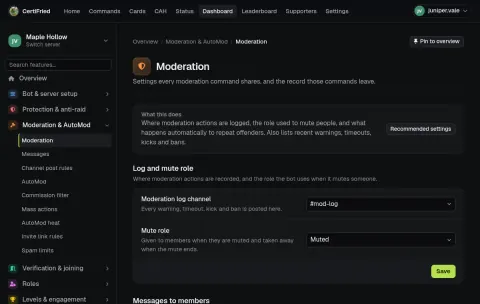 CertiFried
Home
Commands
Cards
CAH
Status
Dashboard
Leaderboard
Supporters
Settings
JV
juniper.vale
JV
Maple Hollow
Switch server
Search features...
Overview
Bot & server setup
Protection & anti-raid
Moderation & AutoMod
Moderation
Messages
Channel post rules
AutoMod
Commission filter
Mass actions
AutoMod heat
Invite link rules
Spam limits
Verification & joining
Roles
Levels & engagement
Overview / Moderation & AutoMod / Moderation
Pin to overview
Moderation
Settings every moderation command shares, and the record those commands leave.
What this does
Where moderation actions are logged, the role used to mute people, and what
happens automatically to repeat offenders. Also lists recent warnings, timeouts,
kicks and bans.
Recommended settings
Log and mute role
Where moderation actions are recorded, and the role the bot uses when it mutes someone.
Moderation log channel
Every warning, timeout, kick and ban is posted here.
#mod-log
Mute role
Given to members when they are muted and taken away
when the mute ends.
Muted
Save
Messages to members